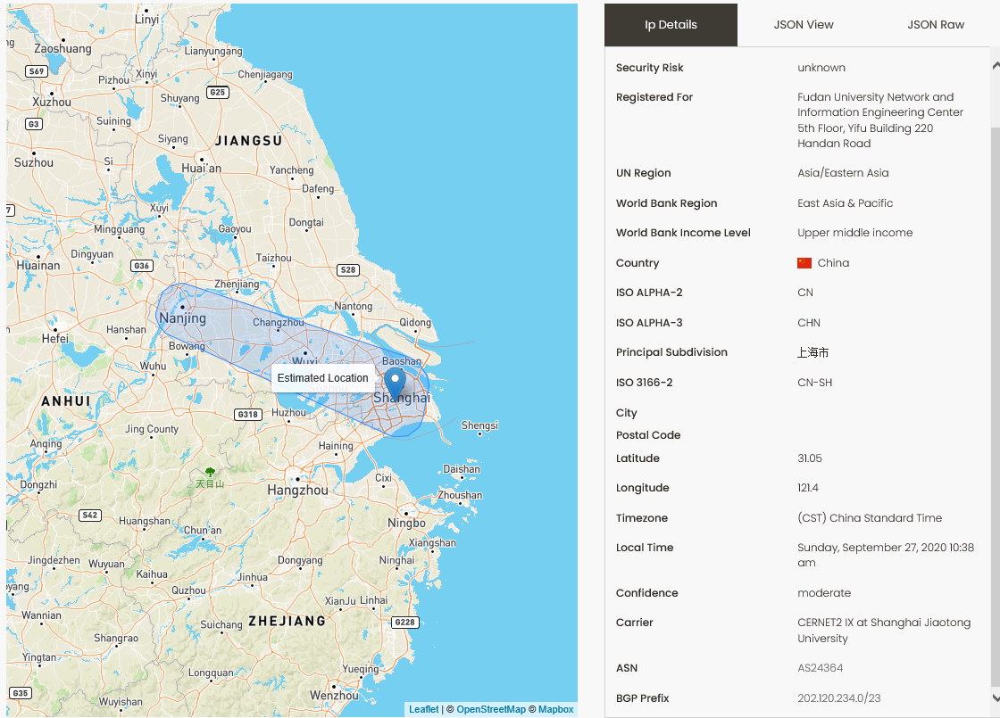 Linyi
Zaoshuang
Lianyungang
S69
Pizhou
Xinyi
Chenjiagang
G25
Shuyang
Xuzhou
G3
Suining
Siyang
JIANGSU
Suzhou
Si
Huai'an
Yancheng
Dafeng
Xuyi
Dongtai
Mingguang
Gaoyou
Dingyuan
Huainan
G36
Taizhou
S28
Zhenjiang
Nantong
Nanjing
Changzhou
Qidong
Hefei
Hanshan
Bowang
Wuxi
Baoshan
Wuhu
Estimated Location
Shanghai
ANHUI
G318
Huzhou
Jing County
Shengsi
Anqing
Haining
天目山
Daishan
Dongzhi
Hangzhou
Cixi
Zhoushan
S42
Huangshan
Ningbo
Chun'an
Xiangshan
Jingdezhen
Wuyuan
Dongyang
Ninghai
Kaihua
Jinhua
Quzhou
XianJu
Linhai
Wannian
Suichang
ZHEJIANG
G228
Shangrao
Yingtan
Longquan
Yueqing
G35
Wenzhou
Wuyishan
Leaflet | © OpenStreetMap © Mapbox
Ip Details
JSON View
JSON Raw
Security Risk unknown
Registered For Fudan University Network and
Information Engineering Center
5th Floor, Yifu Building 220
Handan Road
UN Region Asia/Eastern Asia
World Bank Region East Asia & Pacific
World Bank Income Level Upper middle income
Country China
ISO ALPHA-2 CN
ISO ALPHA-3 CHN
Principal Subdivision 上海市
ISO 3166-2 CN-SH
City
Postal Code
Latitude 31.05
Longitude 121.4
Timezone (CST) China Standard Time
Local Time Sunday, September 27, 2020 10:38
am
Confidence moderate
Carrier CERNET2 IX at Shanghai Jiaotong
University
ASN AS24364
BGP Prefix 202.120.234.0/23